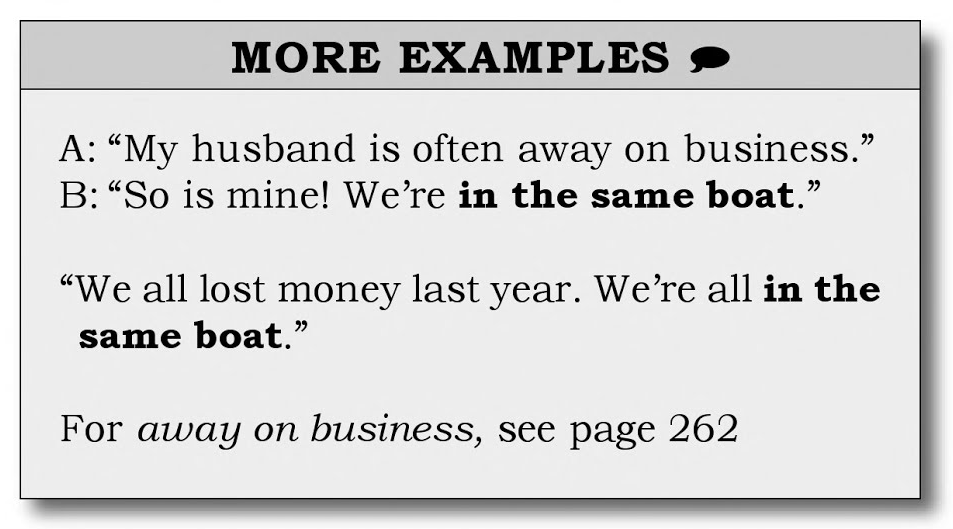 MORE EXAMPLES
A: “My husband is often away on business.”
B: “So is mine! We’re in the same boat.”
“We all lost money last year. We’re all in the
same boat.”
For away on business, see page 262